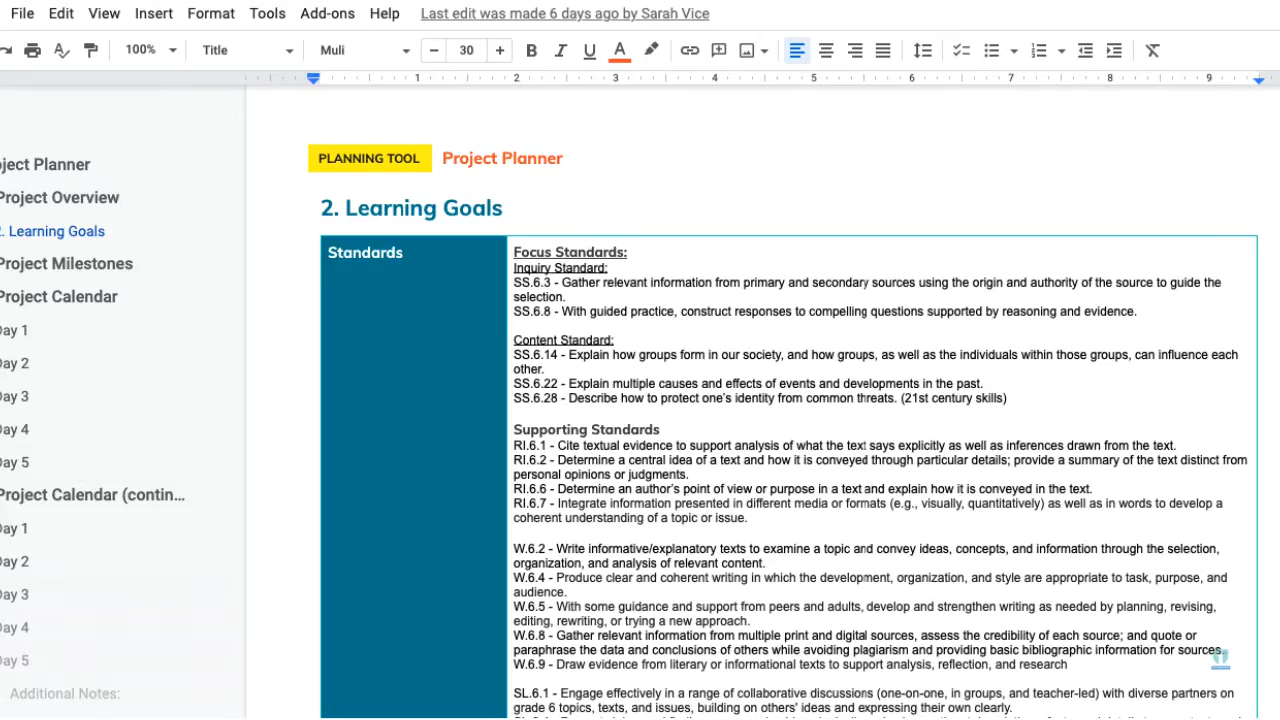 File Edit View Insert Format Tools Add-ons Help Last edit was made 6 days ago by Sarah Vice
100% Title Muli 30 B I U A
1 2 3 4 5 6 7 8 9
ject Planner
Project Overview
. Learning Goals
Project Milestones
Project Calendar
ay 1
ay 2
ay 3
ay 4
ay 5
Project Calendar (contin...
ay 1
ay 2
ay 3
ay 4
ay 5
Additional Notes:
PLANNING TOOL Project Planner
2. Learning Goals
Standards
Focus Standards:
Inquiry Standard:
SS.6.3 - Gather relevant information from primary and secondary sources using the origin and authority of the source to guide the
selection.
SS.6.8 - With guided practice, construct responses to compelling questions supported by reasoning and evidence.
Content Standard:
SS.6.14 - Explain how groups form in our society, and how groups, as well as the individuals within those groups, can influence each
other.
SS.6.22 - Explain multiple causes and effects of events and developments in the past.
SS.6.28 - Describe how to protect one's identity from common threats. (21st century skills)
Supporting Standards
RI.6.1 - Cite textual evidence to support analysis of what the text says explicitly as well as inferences drawn from the text.
RI.6.2 - Determine a central idea of a text and how it is conveyed through particular details; provide a summary of the text distinct from
personal opinions or judgments.
RI.6.6 - Determine an author's point of view or purpose in a text and explain how it is conveyed in the text.
RI.6.7 - Integrate information presented in different media or formats (e.g., visually, quantitatively) as well as in words to develop a
coherent understanding of a topic or issue.
W.6.2 - Write informative/explanatory texts to examine a topic and convey ideas, concepts, and information through the selection,
organization, and analysis of relevant content.
W.6.4 - Produce clear and coherent writing in which the development, organization, and style are appropriate to task, purpose, and
audience.
W.6.5 - With some guidance and support from peers and adults, develop and strengthen writing as needed by planning, revising,
editing, rewriting, or trying a new approach.
W.6.8 - Gather relevant information from multiple print and digital sources, assess the credibility of each source; and quote or
paraphrase the data and conclusions of others while avoiding plagiarism and providing basic bibliographic information for sources.
W.6.9 - Draw evidence from literary or informational texts to support analysis, reflection, and research
SL.6.1 - Engage effectively in a range of collaborative discussions (one-on-one, in groups, and teacher-led) with diverse partners on
grade 6 topics, texts, and issues, building on others' ideas and expressing their own clearly.